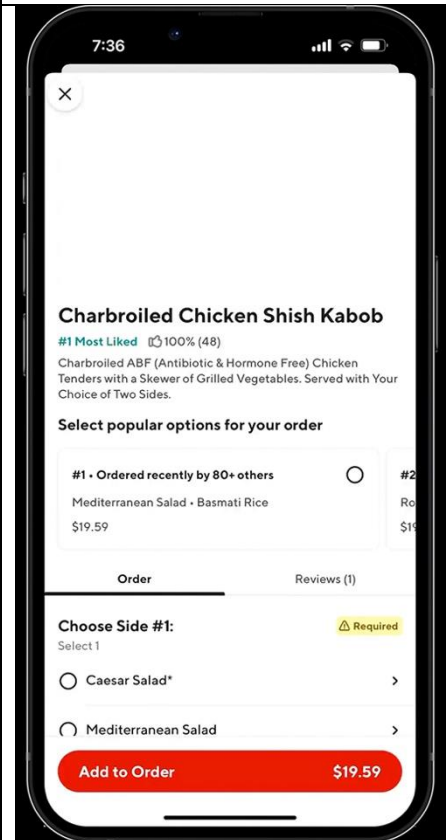 7:36
Charbroiled Chicken Shish Kabob
#1 Most Liked 100% (48)
Charbroiled ABF (Antibiotic & Hormone Free) Chicken
Tenders with a Skewer of Grilled Vegetables. Served with Your
Choice of Two Sides.
Select popular options for your order
#1 • Ordered recently by 80+ others
Mediterranean Salad • Basmati Rice
$19.59
#2
Ro
$19
Order
Reviews (1)
Choose Side #1:
Required
Select 1
Caesar Salad*
Mediterranean Salad
Add to Order
$19.59